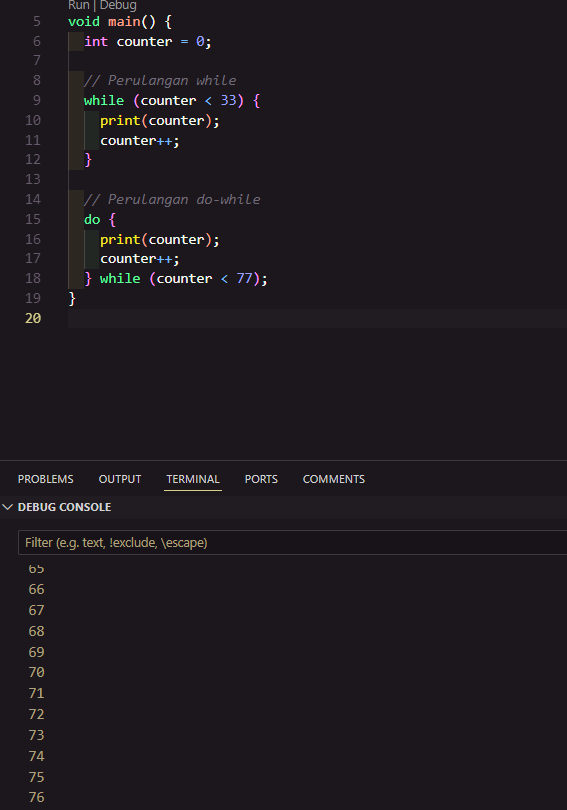 Run | Debug
5 void main() {
6 int counter = 0;
7
8 // Perulangan while
9 while (counter < 33) {
10 print(counter);
11 counter++;
12 }
13
14 // Perulangan do-while
15 do {
16 print(counter);
17 counter++;
18 } while (counter < 77);
19 }
20
PROBLEMS OUTPUT TERMINAL PORTS COMMENTS
DEBUG CONSOLE
Filter (e.g. text, !exclude, \escape)
65
66
67
68
69
70
71
72
73
74
75
76